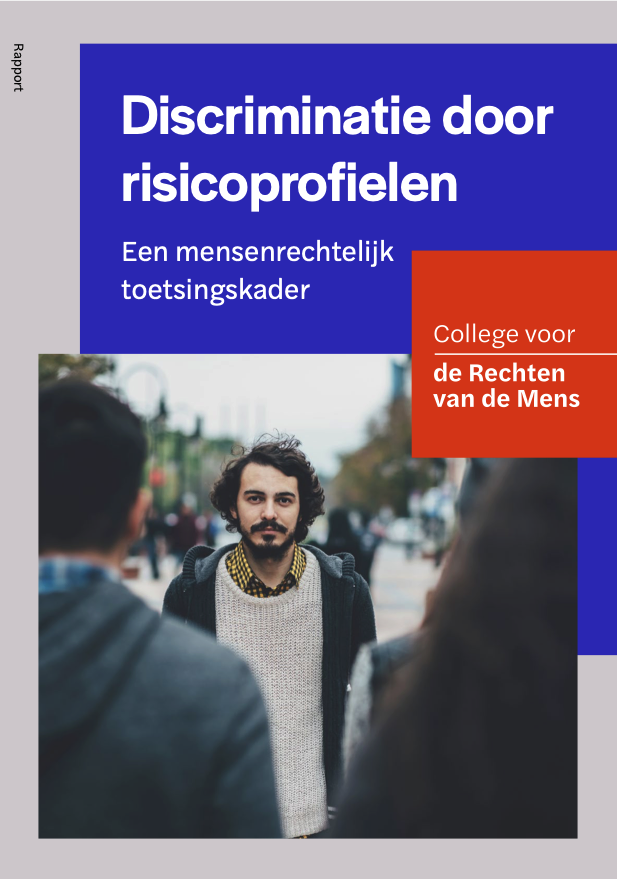 Rapport
Discriminatie door
risicoprofielen
Een mensenrechtelijk
toetsingskader
College voor
de Rechten
van de Mens